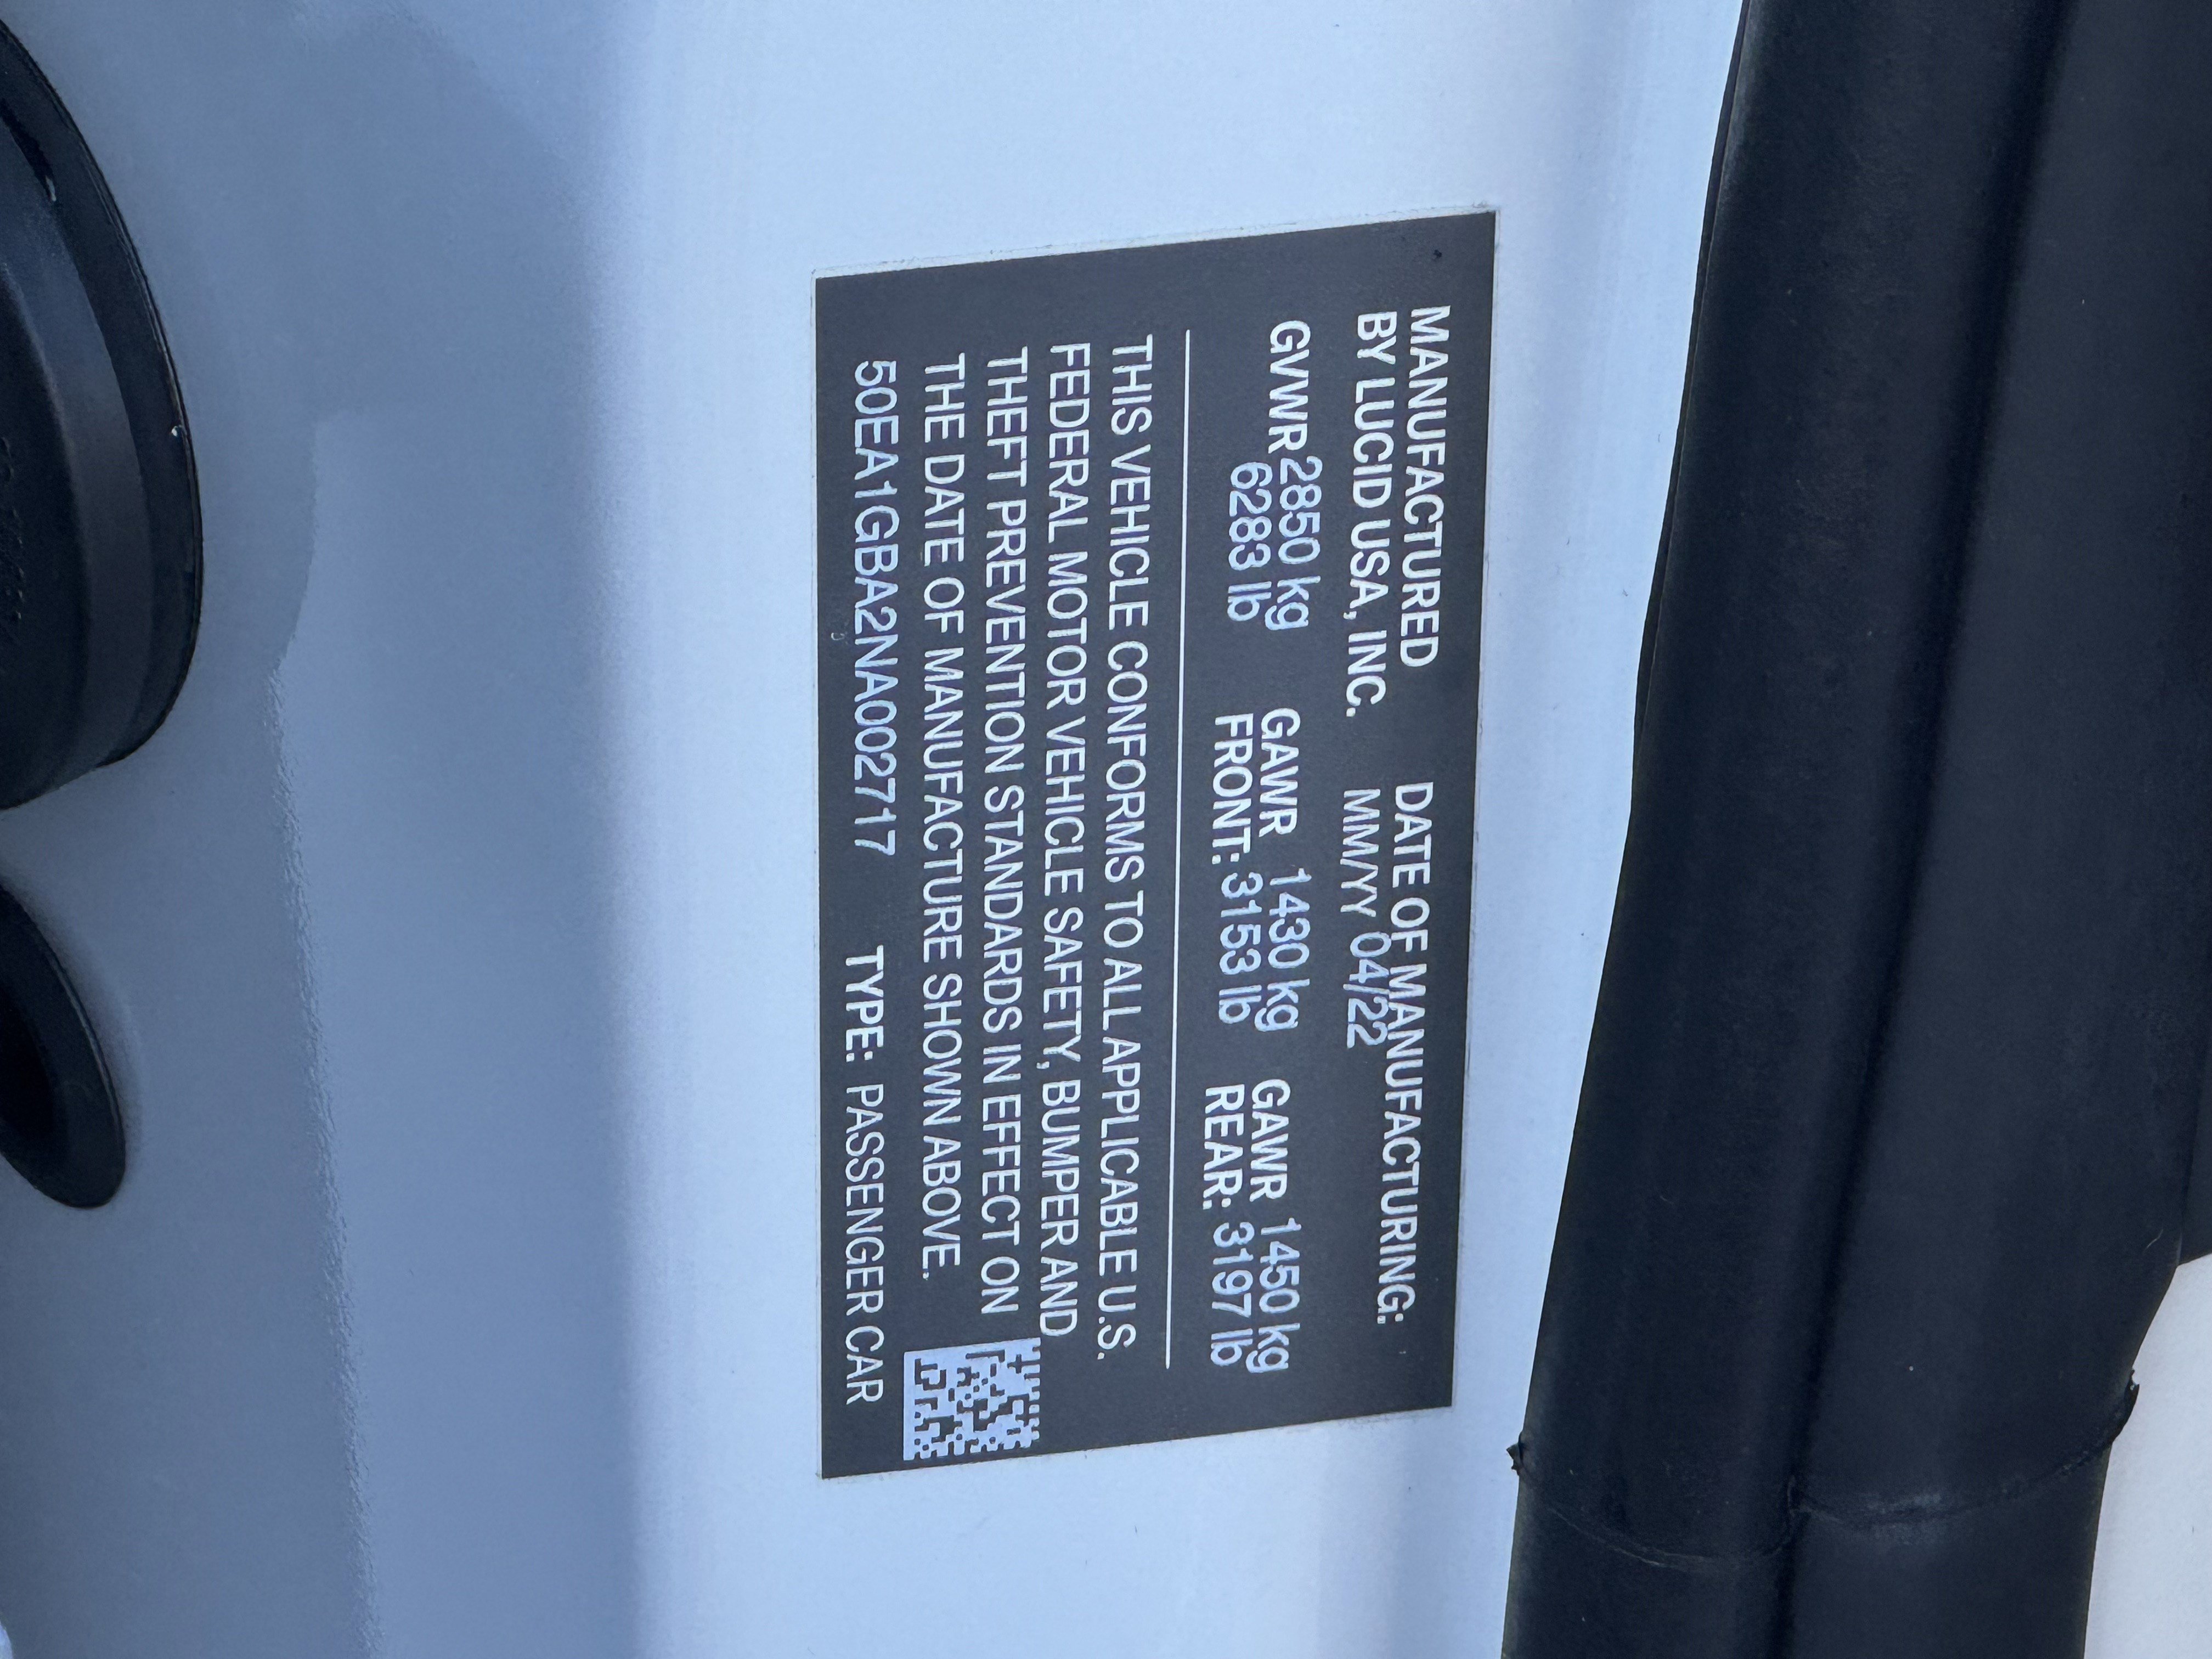 MANUFACTURED
BY LUCID USA, INC.
DATE OF MANUFACTURING:
MM/YY 04/22
GVWR 2850 kg
6283 lb
GAWR 1430 kg
FRONT: 3153 lb
GAWR 1450 kg
REAR: 3197 lb
THIS VEHICLE CONFORMS TO ALL APPLICABLE U.S.
FEDERAL MOTOR VEHICLE SAFETY, BUMPER AND
THEFT PREVENTION STANDARDS IN EFFECT ON
THE DATE OF MANUFACTURE SHOWN ABOVE.
50EA1GBA2NA002717 TYPE: PASSENGER CAR